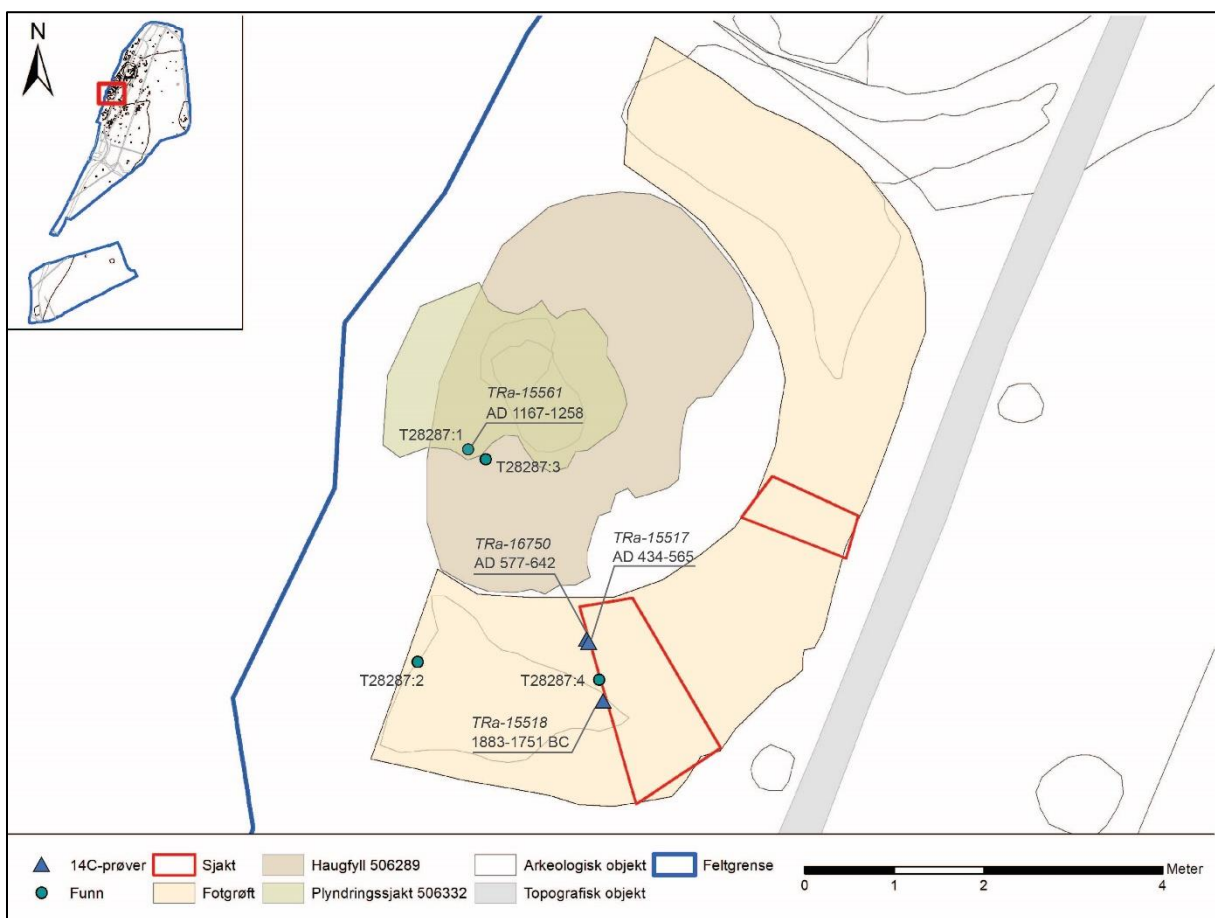 N
TRa-15561
AD 1167-1258
T28287:1
T28287:3
TRa-16750
AD 577-642
TRa-15517
AD 434-565
T28287:2
T28287:4
TRa-15518
1883-1751 BC
14C-prøver Sjakt Haugfyll 506289 Arkeologisk objekt Feltgrense
Funn Fotgrøft Plyndringssjakt 506332 Topografisk objekt
Meter
0 1 2 4